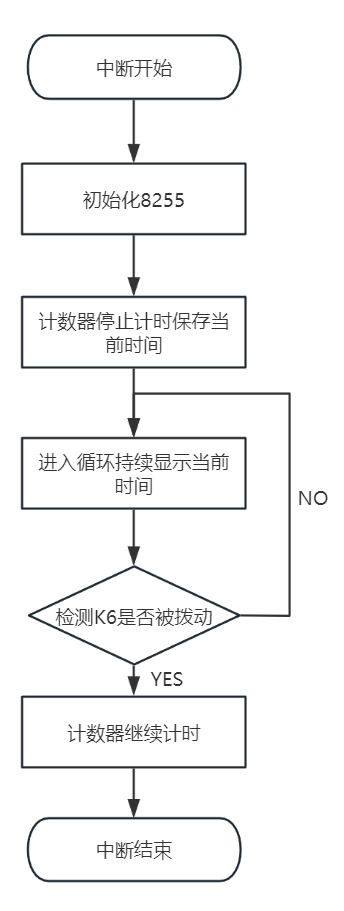 中断开始
初始化8255
计数器停止计时保存当
前时间
进入循环持续显示当前
时间
NO
检测K6是否被拨动
YES
计数器继续计时
中断结束